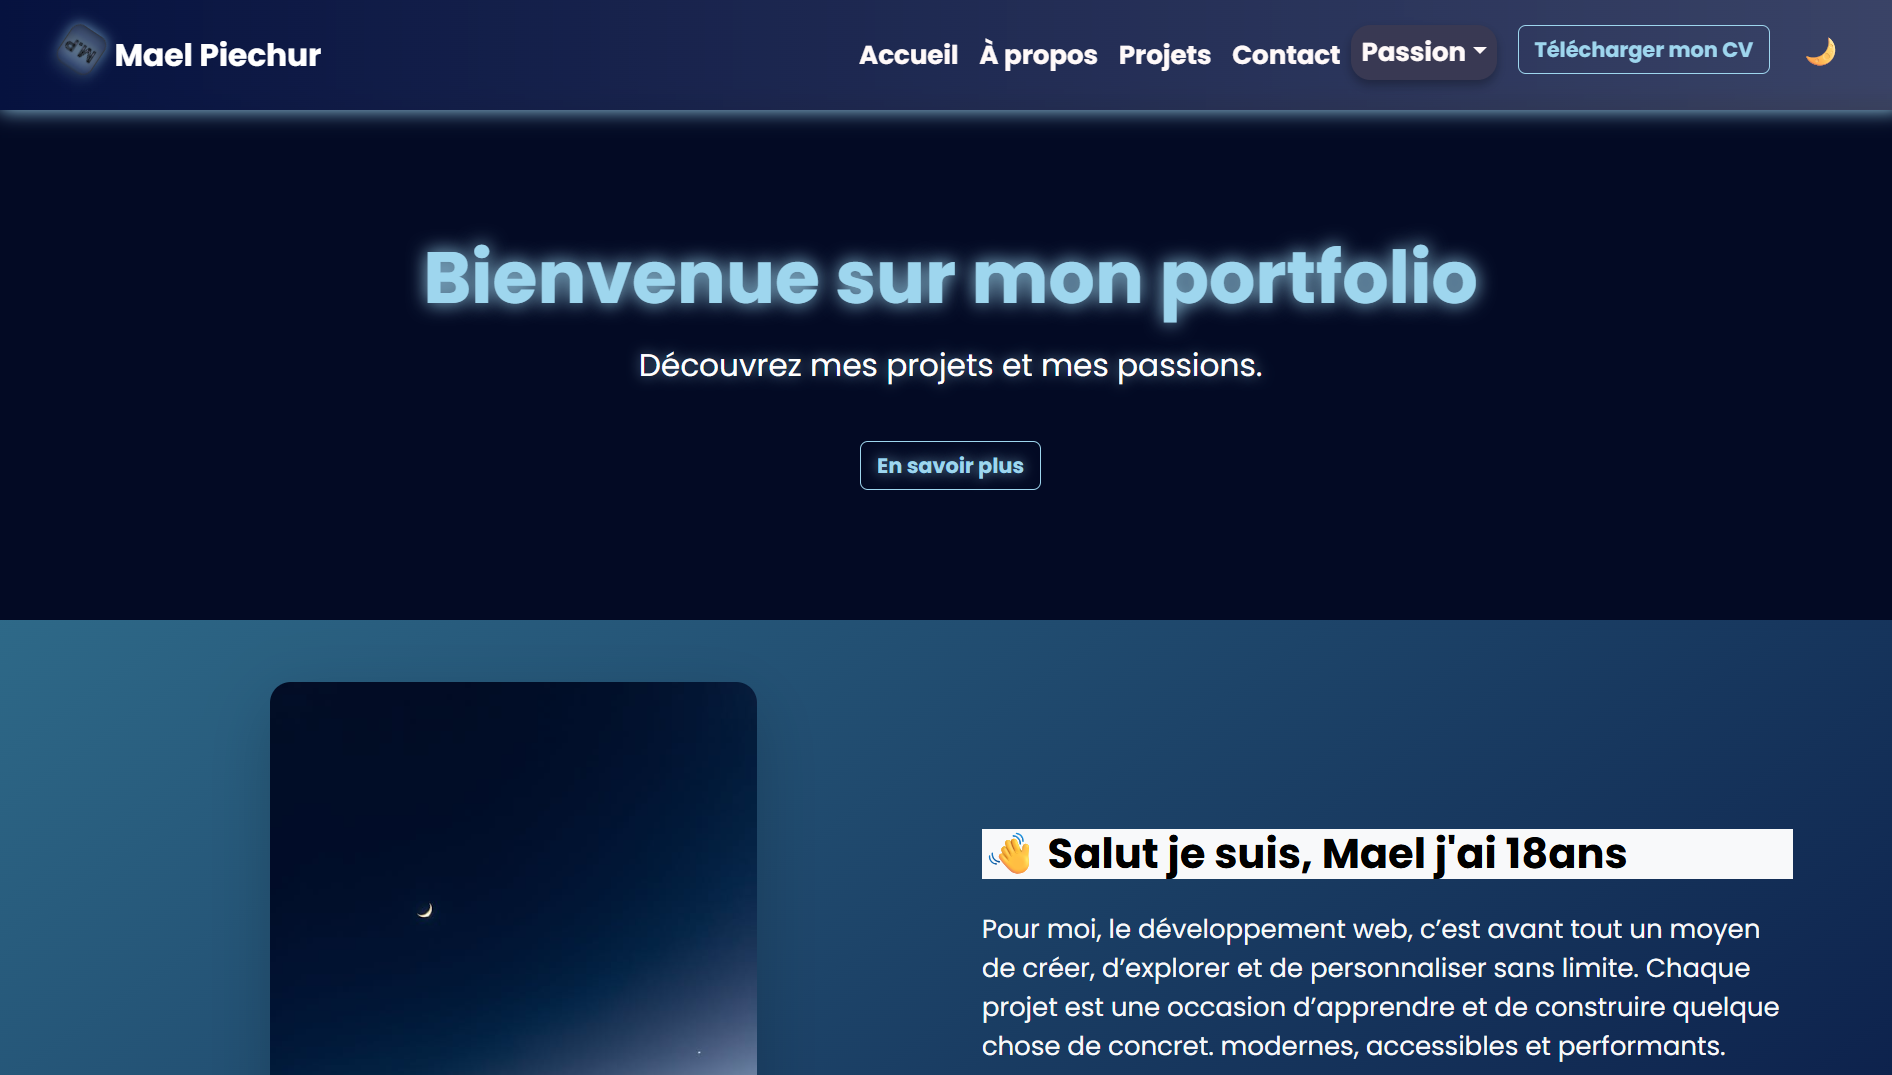 M.P
Mael Piechur
Accueil À propos Projets Contact Passion Télécharger mon CV
Bienvenue sur mon portfolio
Découvrez mes projets et mes passions.
En savoir plus
👋 Salut je suis, Mael j'ai 18ans
Pour moi, le développement web, c’est avant tout un moyen
de créer, d’explorer et de personnaliser sans limite. Chaque
projet est une occasion d’apprendre et de construire quelque
chose de concret. modernes, accessibles et performants.